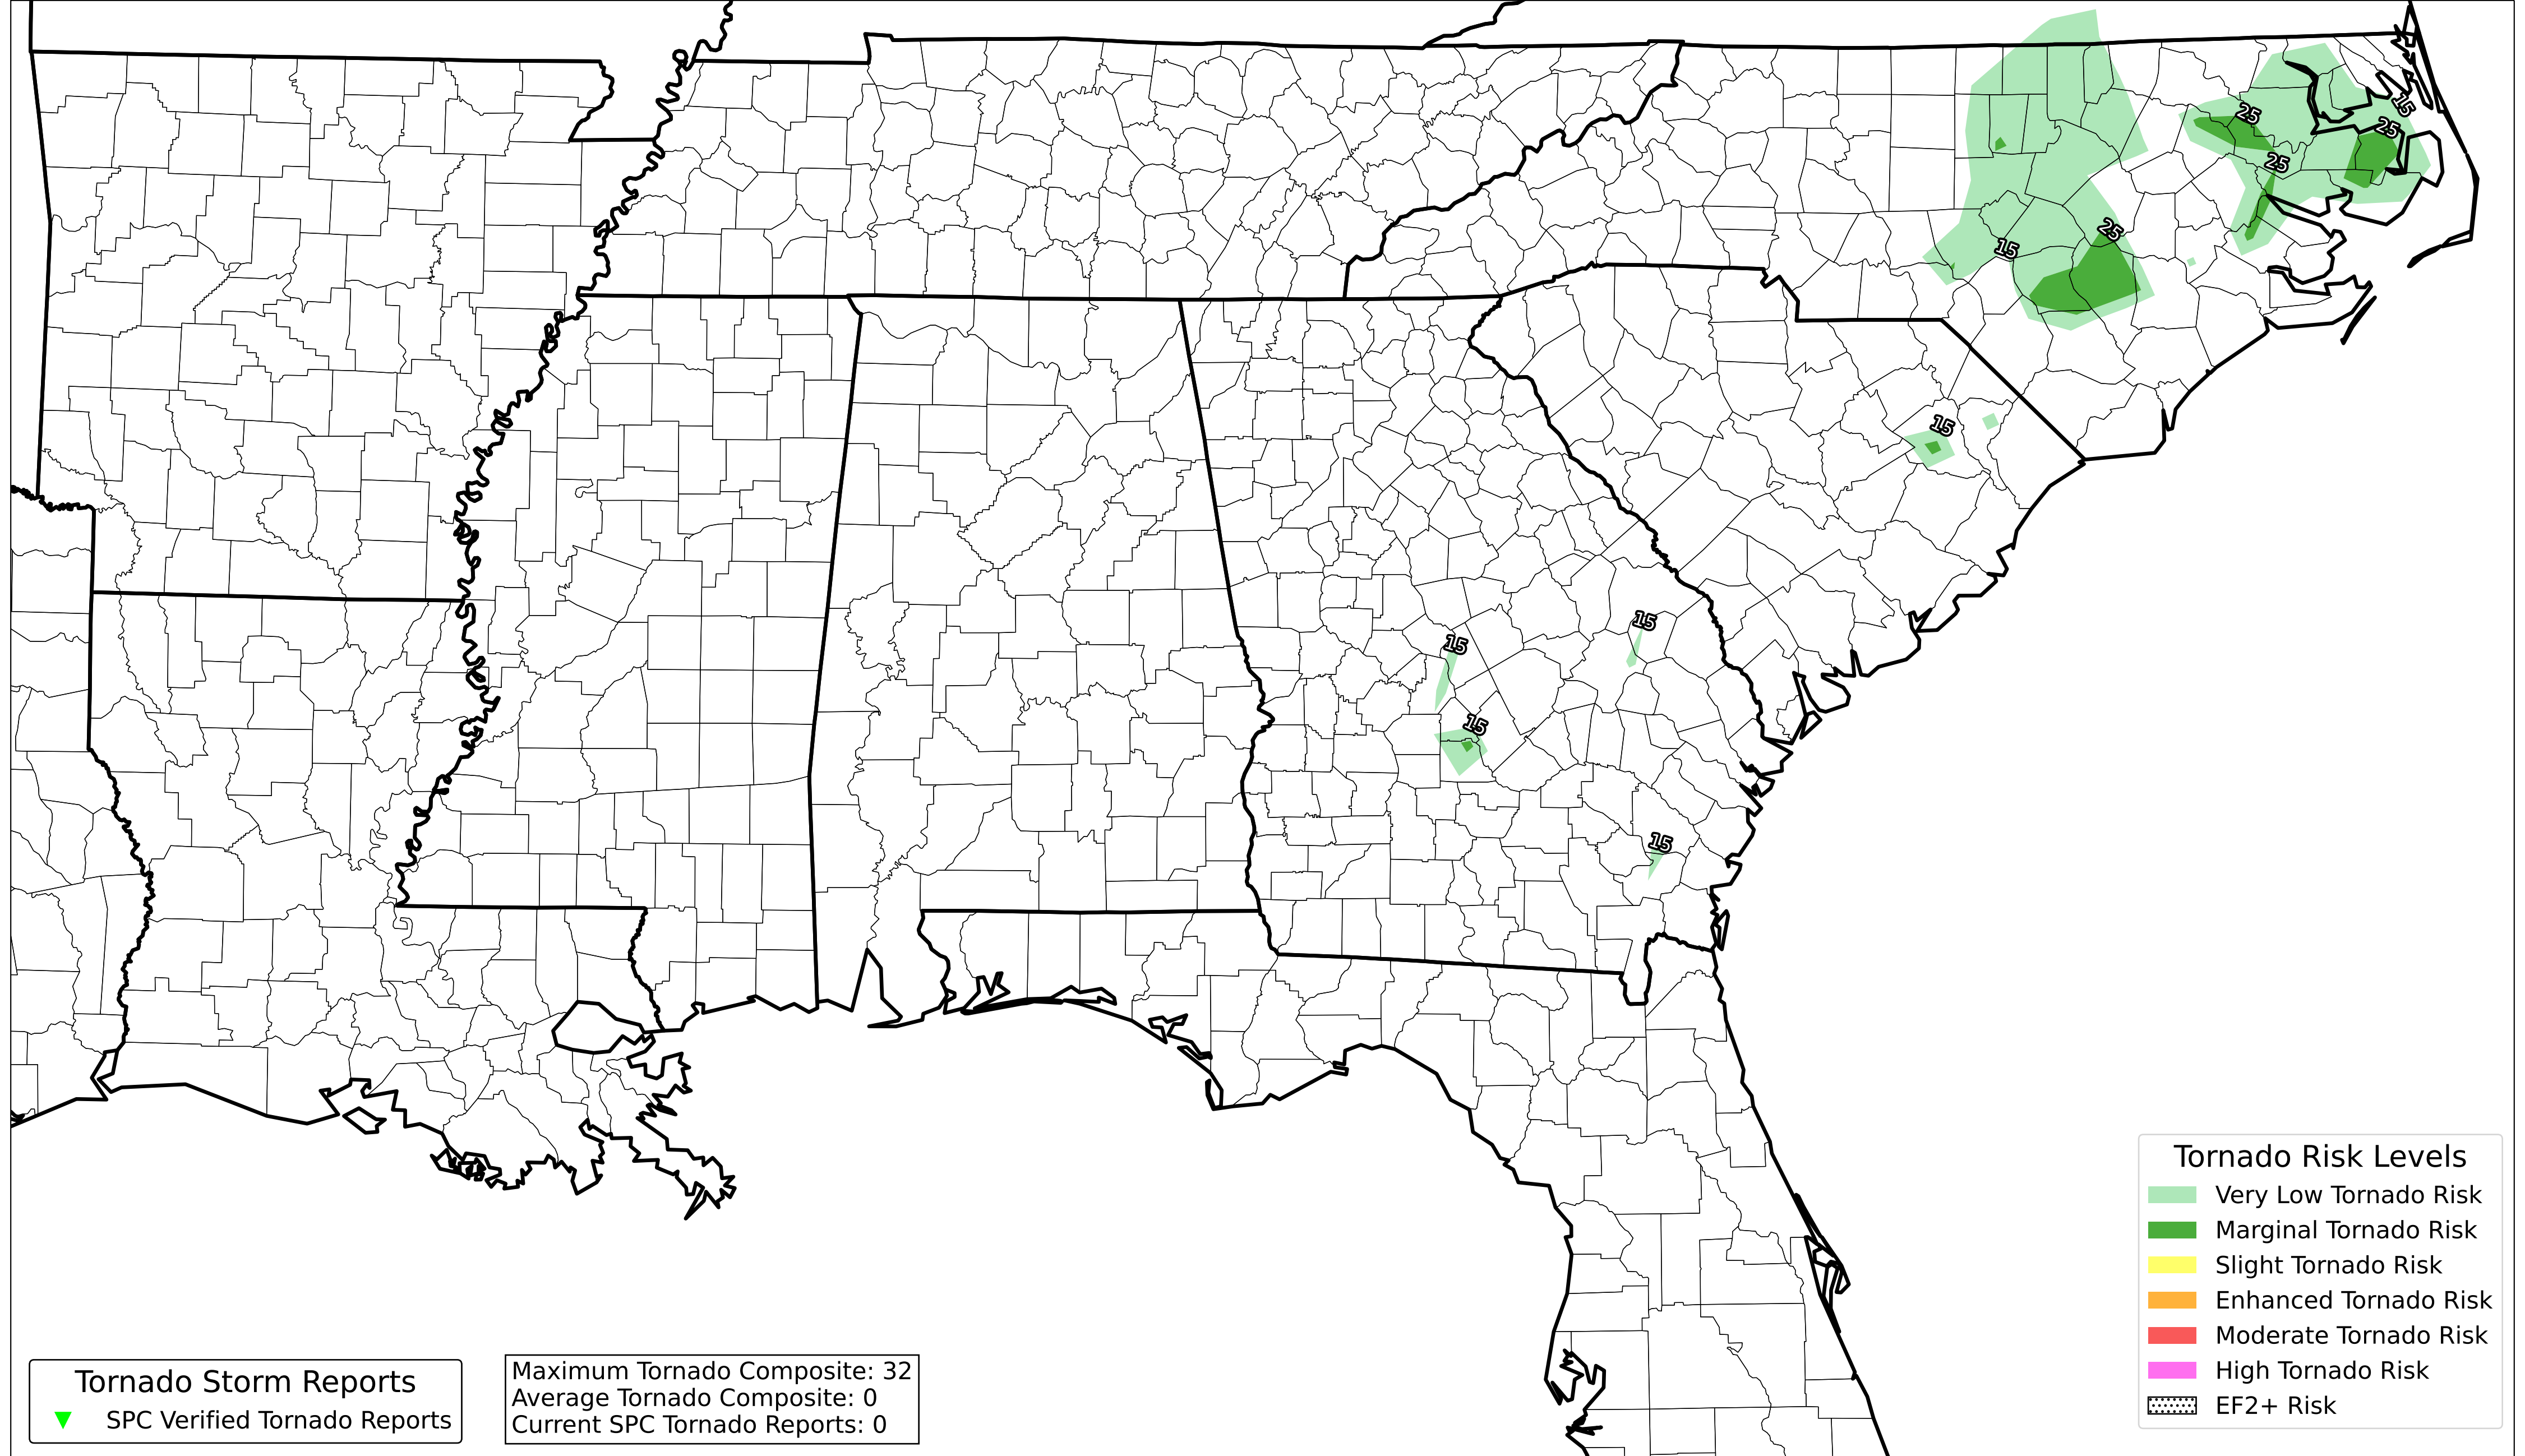 15
25
25
25
25
15
15
15
15
15
15
Tornado Risk Levels
Very Low Tornado Risk
Marginal Tornado Risk
Slight Tornado Risk
Enhanced Tornado Risk
Moderate Tornado Risk
High Tornado Risk
EF2+ Risk
Tornado Storm Reports
SPC Verified Tornado Reports
Maximum Tornado Composite: 32
Average Tornado Composite: 0
Current SPC Tornado Reports: 0